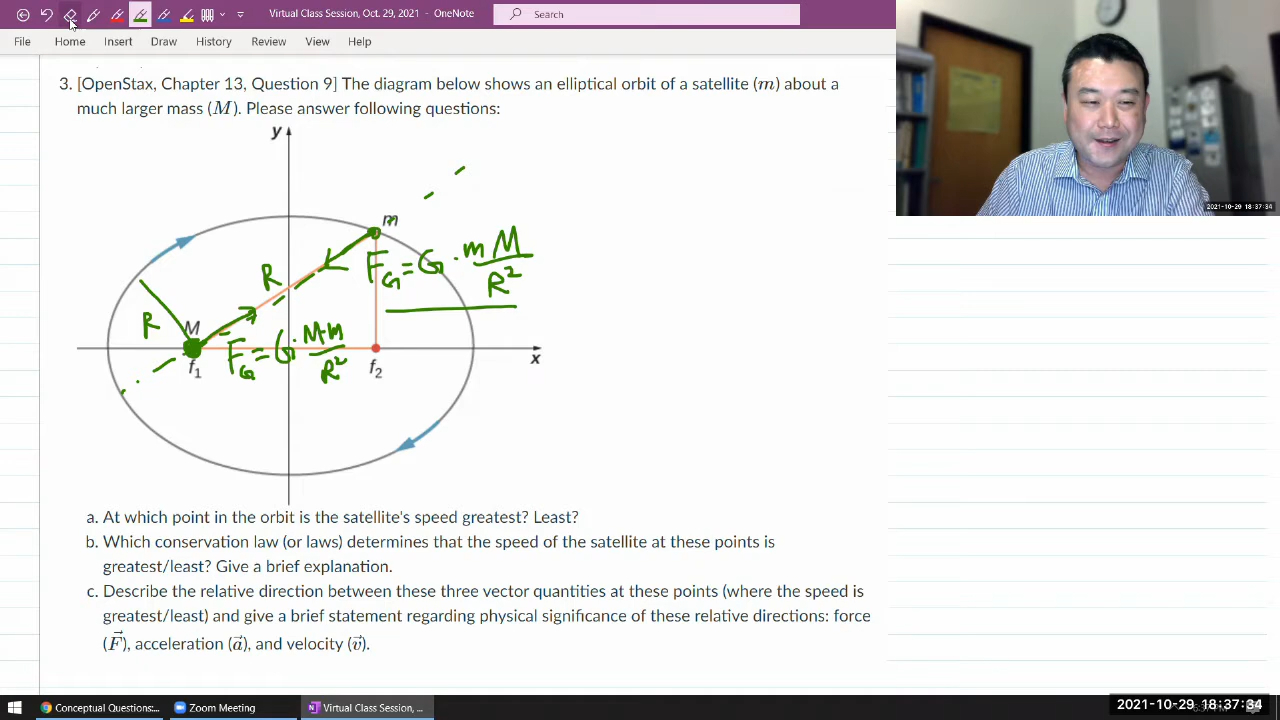 Virtual Class Session, Oct. 29, 2021 - OneNote
Search
File Home Insert Draw History Review View Help
3. [OpenStax, Chapter 13, Question 9] The diagram below shows an elliptical orbit of a satellite (m) about a
much larger mass (M). Please answer following questions:
y
m
F_G = G · mM/R²
R
R
M
F_G = G · M·m/R²
f₁
f₂
x
a. At which point in the orbit is the satellite's speed greatest? Least?
b. Which conservation law (or laws) determines that the speed of the satellite at these points is
greatest/least? Give a brief explanation.
c. Describe the relative direction between these three vector quantities at these points (where the speed is
greatest/least) and give a brief statement regarding physical significance of these relative directions: force
(F⃗), acceleration (a⃗), and velocity (v⃗).
2021-10-29 18:37:34
Conceptual Questions:... Zoom Meeting Virtual Class Session, ...
2021-10-29 18:37:34